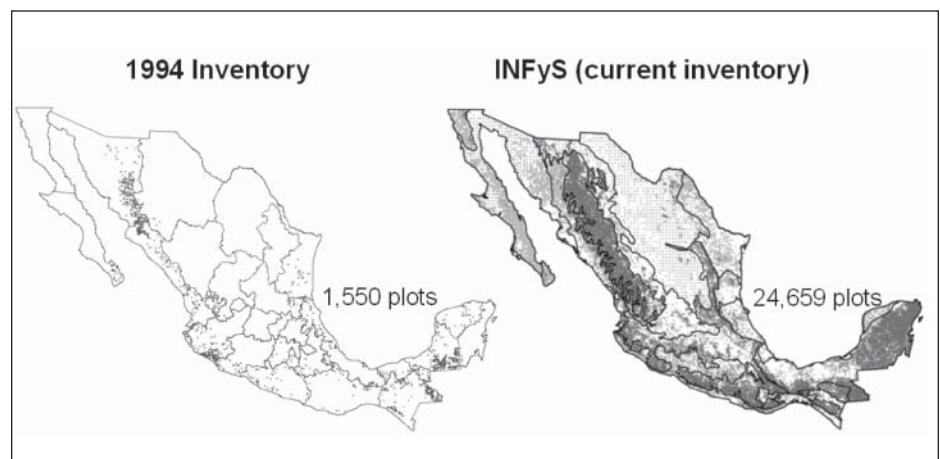 1994 Inventory
INFyS (current inventory)
1,550 plots
24,659 plots